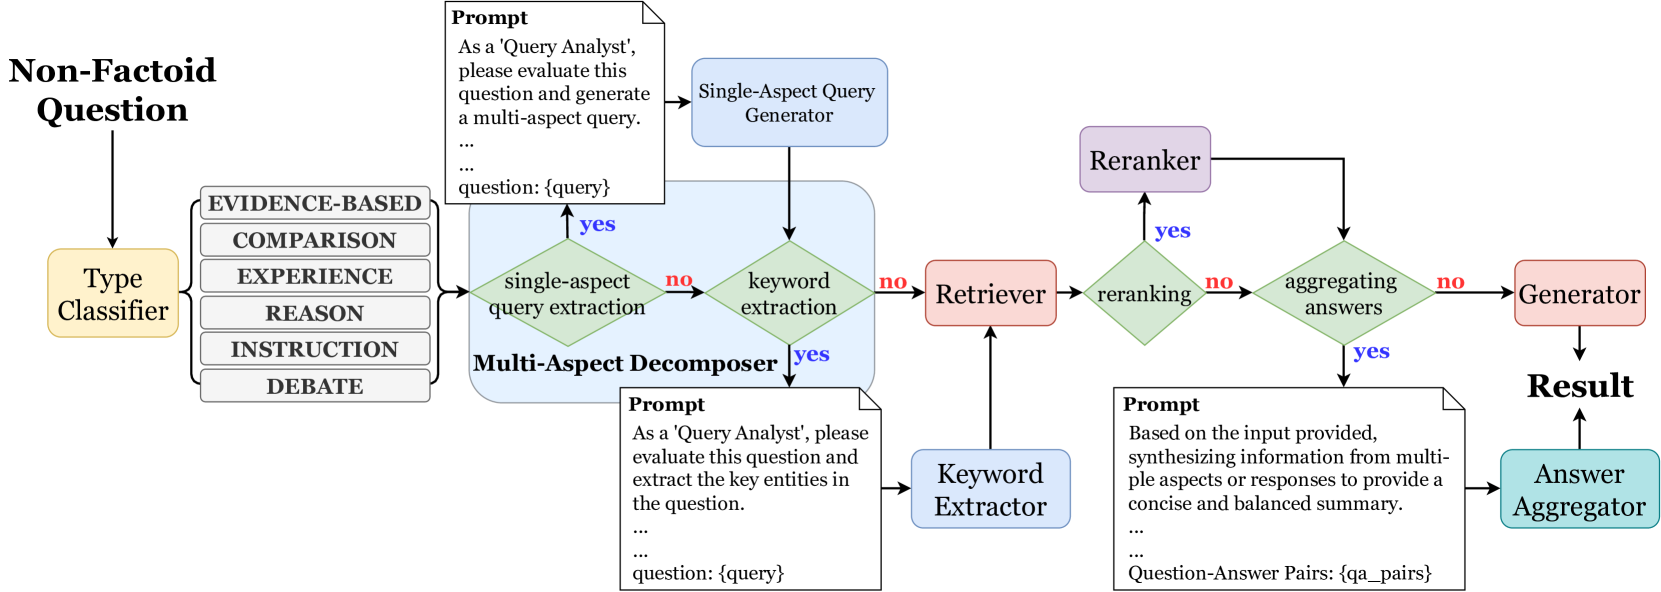 Non-Factoid
Question
Type
Classifier
EVIDENCE-BASED
COMPARISON
EXPERIENCE
REASON
INSTRUCTION
DEBATE
Prompt
As a 'Query Analyst',
please evaluate this
question and generate
a multi-aspect query.
...
...
question: {query}
Single-Aspect Query
Generator
yes
single-aspect
query extraction
no
keyword
extraction
no
yes
Multi-Aspect Decomposer
Prompt
As a 'Query Analyst', please
evaluate this question and
extract the key entities in
the question.
...
...
question: {query}
Keyword
Extractor
Retriever
Reranker
yes
reranking
no
aggregating
answers
no
yes
Prompt
Based on the input provided,
synthesizing information from multi-
ple aspects or responses to provide a
concise and balanced summary.
...
...
Question-Answer Pairs: {qa_pairs}
Generator
Result
Answer
Aggregator